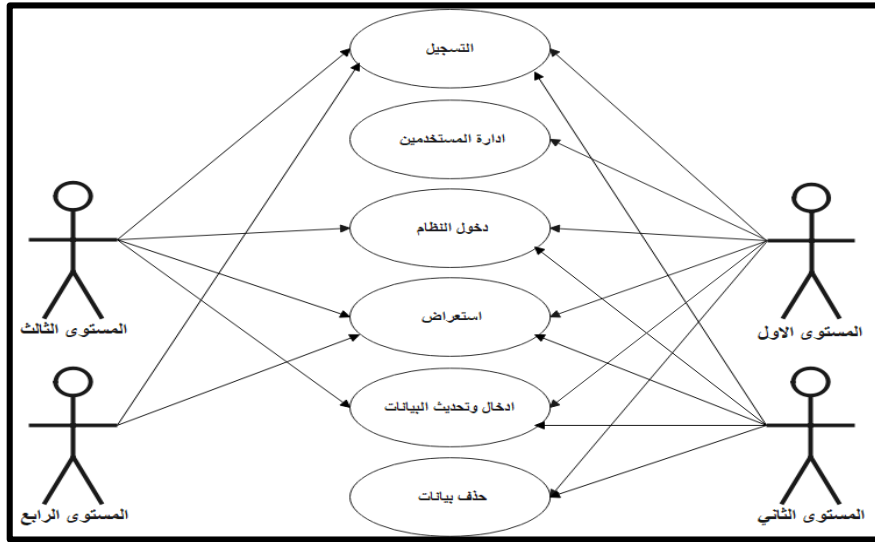 التسجيل
ادارة المستخدمين
دخول النظام
استعراض
المستوى الاول
المستوى الثالث
ادخال وتحديث البيانات
حذف بيانات
المستوى الثاني
المستوى الرابع